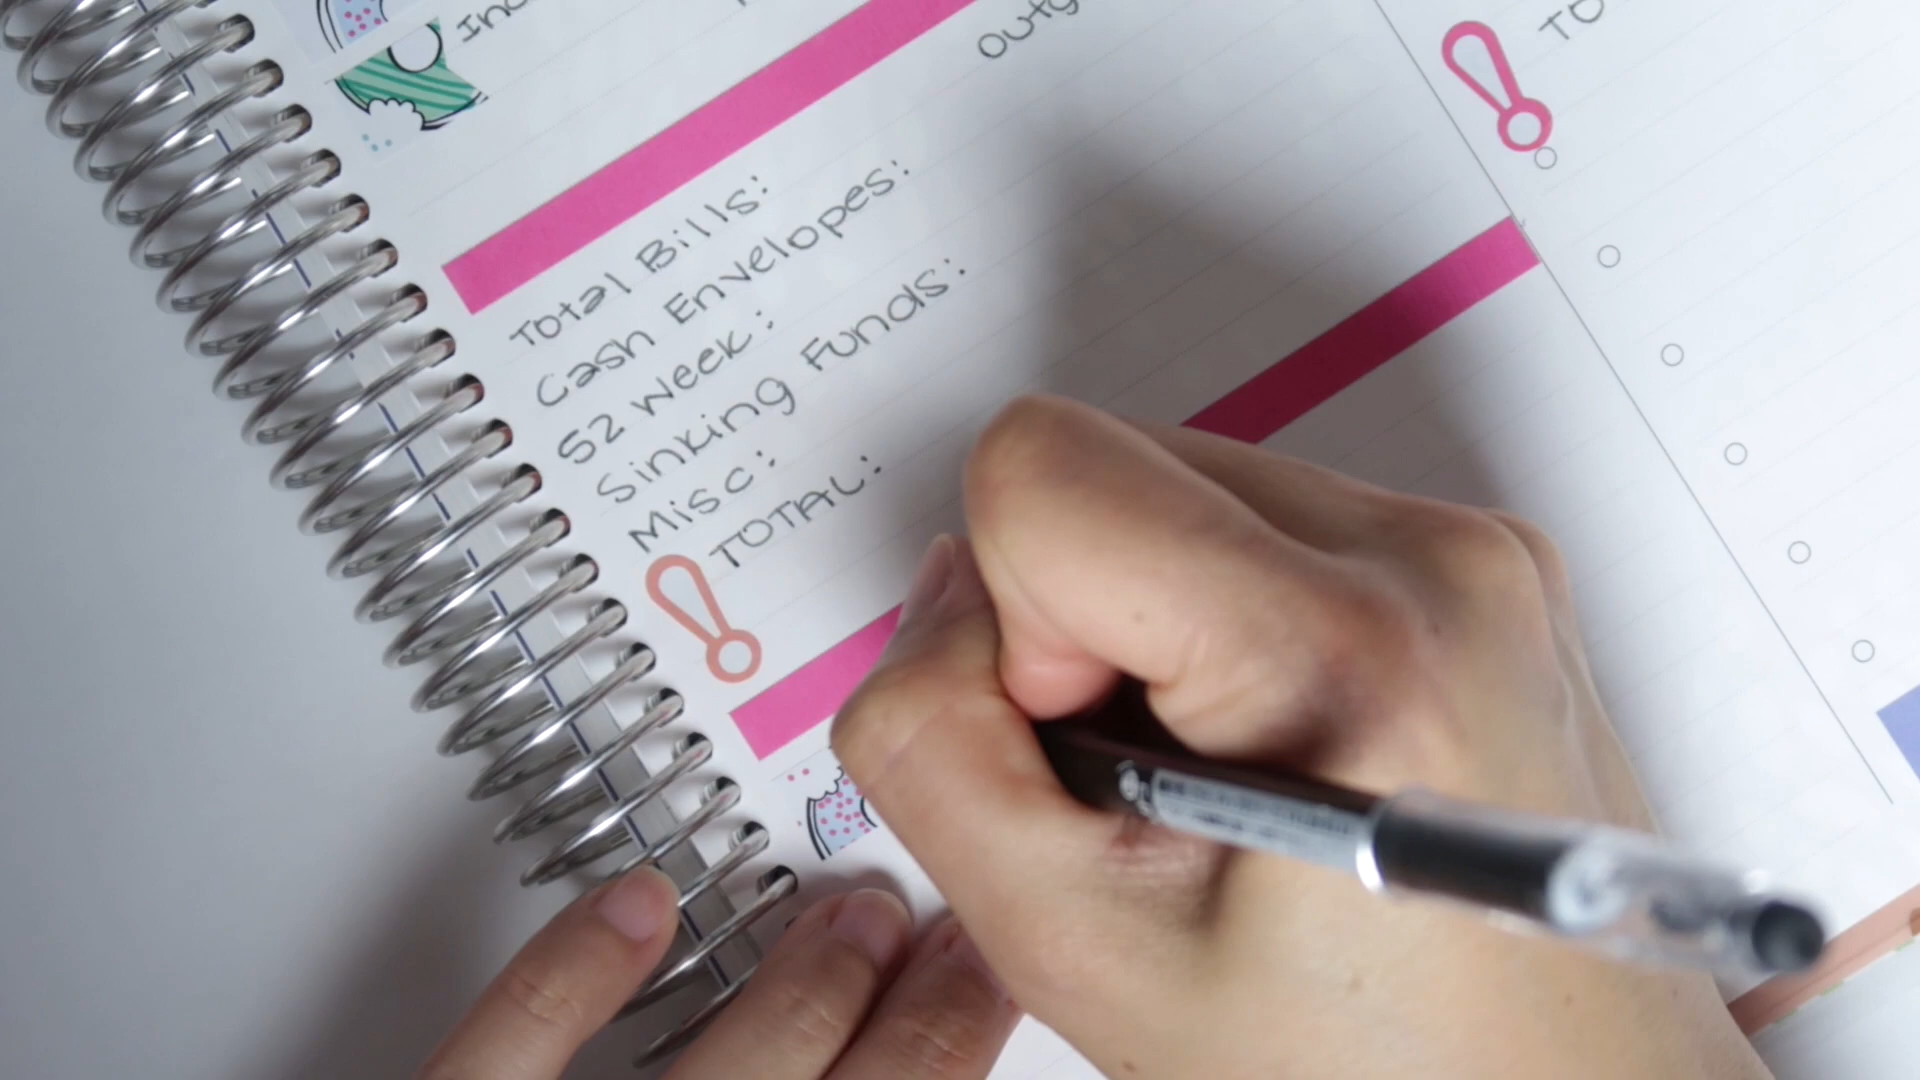 Total Bills:
Cash Envelopes:
52 Week:
Sinking Funds:
Misc:
TOTAL: